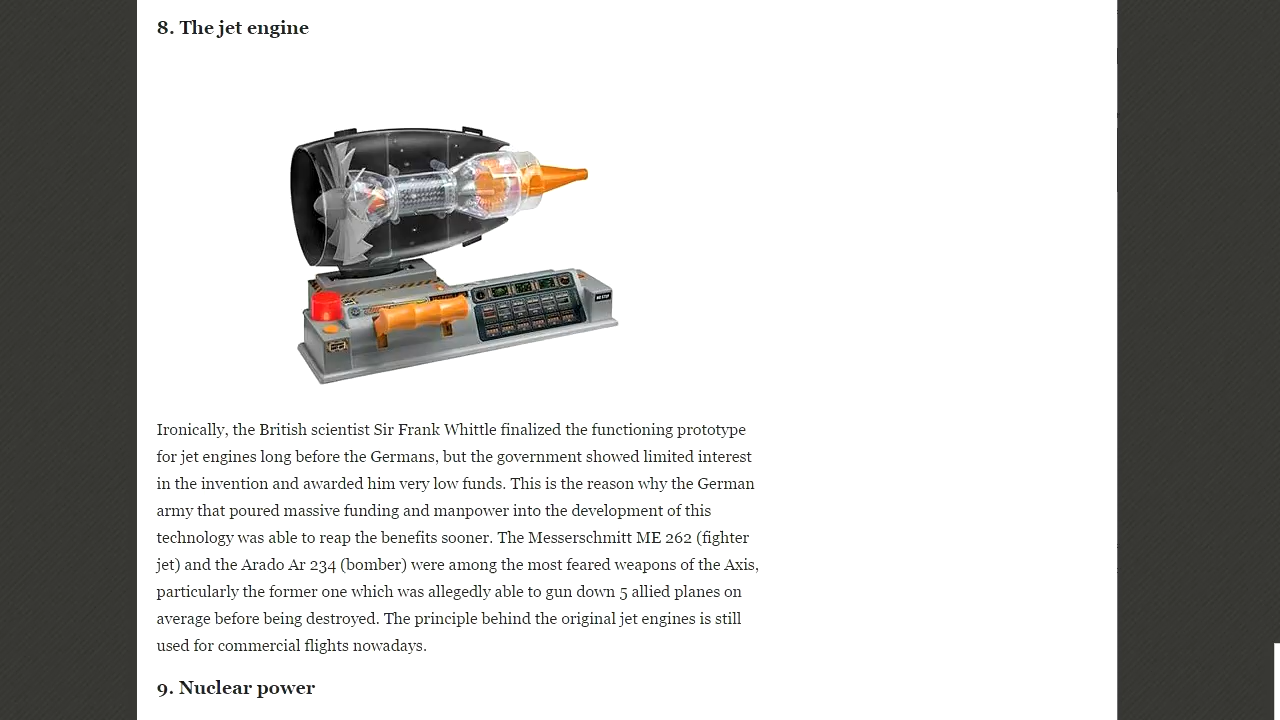 8. The jet engine
Ironically, the British scientist Sir Frank Whittle finalized the functioning prototype
for jet engines long before the Germans, but the government showed limited interest
in the invention and awarded him very low funds. This is the reason why the German
army that poured massive funding and manpower into the development of this
technology was able to reap the benefits sooner. The Messerschmitt ME 262 (fighter
jet) and the Arado Ar 234 (bomber) were among the most feared weapons of the Axis,
particularly the former one which was allegedly able to gun down 5 allied planes on
average before being destroyed. The principle behind the original jet engines is still
used for commercial flights nowadays.
9. Nuclear power